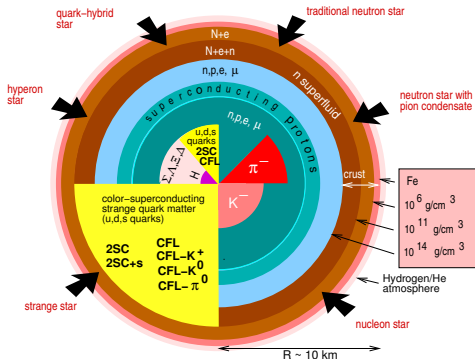 quark-hybrid
star
traditional neutron star
hyperon
star
neutron star with
pion condensate
strange star
nucleon star
N+e
N+e+n
n,p,e, μ
n superfluid
superconducting protons
n,p,e, μ
u,d,s
quarks
2SC
CFL
Σ,Λ,Ξ,Δ
H
π⁻
K⁻
color-superconducting
strange quark matter
(u,d,s quarks)
2SC
2SC+s
CFL
CFL-K⁺
CFL-K⁰
CFL-π⁰
crust
Fe
10⁶ g/cm³
10¹¹ g/cm³
10¹⁴ g/cm³
Hydrogen/He
atmosphere
R ~ 10 km